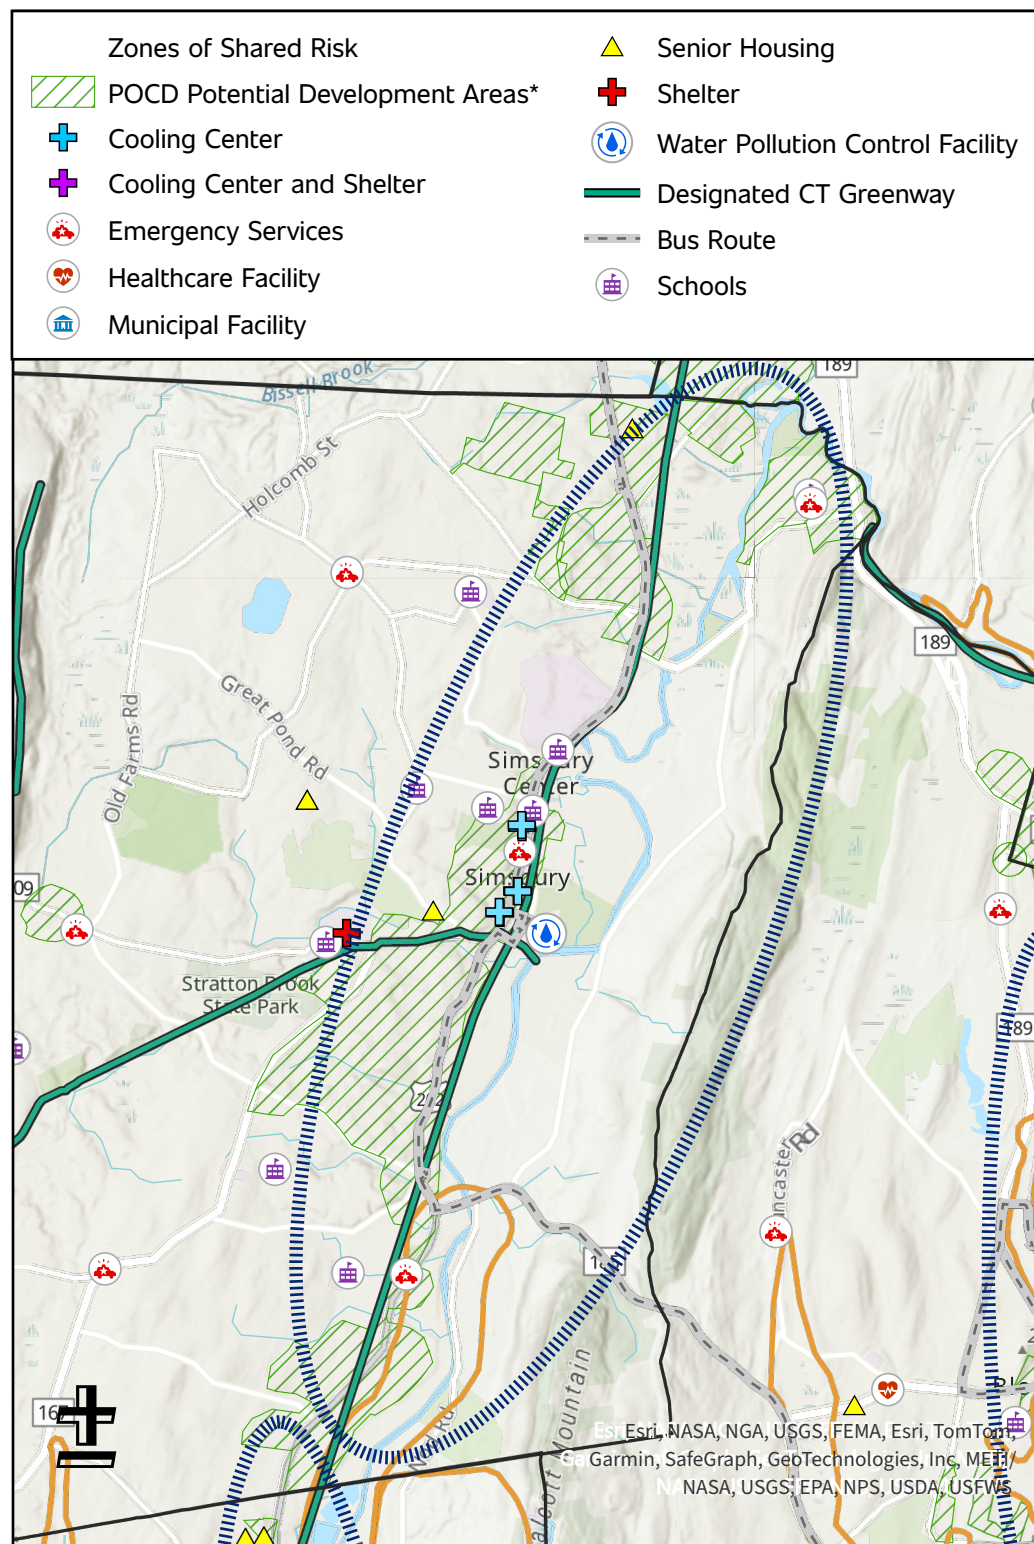 Zones of Shared Risk
POCD Potential Development Areas*
Cooling Center
Cooling Center and Shelter
Emergency Services
Healthcare Facility
Municipal Facility
Senior Housing
Shelter
Water Pollution Control Facility
Designated CT Greenway
Bus Route
Schools
189
Bissell Brook
Holcomb St
189
Great Pond Rd
Old Farms Rd
Simsbury
Center
Simsbury
09
Stratton Brook
State Park
189
202
Rd
167
Mountain
Esri, NASA, NGA, USGS, FEMA, Esri, TomTom,
Garmin, SafeGraph, GeoTechnologies, Inc, METI/
NASA, USGS, EPA, NPS, USDA, USFWS